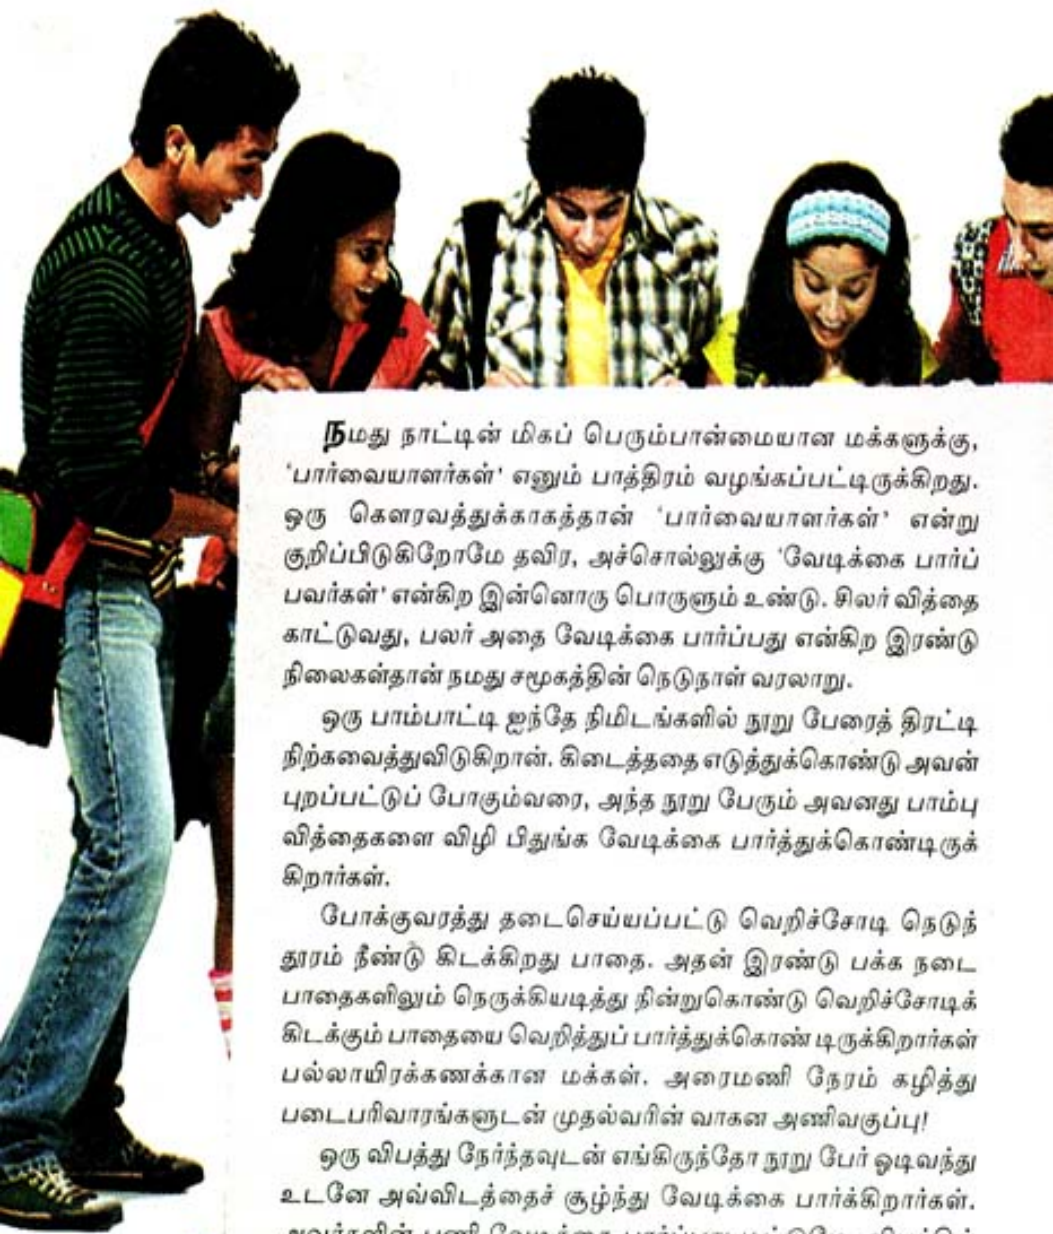 நமது நாட்டின் மிகப் பெரும்பான்மையான மக்களுக்கு,
‘பார்வையாளர்கள்’ எனும் பாத்திரம் வழங்கப்பட்டிருக்கிறது.
ஒரு கௌரவத்துக்காகத்தான் ‘பார்வையாளர்கள்’ என்று
குறிப்பிடுகிறோமே தவிர, அச்சொல்லுக்கு ‘வேடிக்கை பார்ப்
பவர்கள்’ என்கிற இன்னொரு பொருளும் உண்டு. சிலர் வித்தை
காட்டுவது, பலர் அதை வேடிக்கை பார்ப்பது என்கிற இரண்டு
நிலைகள்தான் நமது சமூகத்தின் நெடுநாள் வரலாறு.
ஒரு பாம்பாட்டி ஐந்தே நிமிடங்களில் நூறு பேரைத் திரட்டி
நிற்கவைத்துவிடுகிறான். கிடைத்ததை எடுத்துக்கொண்டு அவன்
புறப்பட்டுப் போகும்வரை, அந்த நூறு பேரும் அவனது பாம்பு
வித்தைகளை விழி பிதுங்க வேடிக்கை பார்த்துக்கொண்டிருக்
கிறார்கள்.
போக்குவரத்து தடைசெய்யப்பட்டு வெறிச்சோடி நெடுந்
தூரம் நீண்டு கிடக்கிறது பாதை. அதன் இரண்டு பக்க நடை
பாதைகளிலும் நெருக்கியடித்து நின்றுகொண்டு வெறிச்சோடிக்
கிடக்கும் பாதையை வெறித்துப் பார்த்துக்கொண் டிருக்கிறார்கள்
பல்லாயிரக்கணக்கான மக்கள். அரைமணி நேரம் கழித்து
படைபரிவாரங்களுடன் முதல்வரின் வாகன அணிவகுப்பு!
ஒரு விபத்து நேர்ந்தவுடன் எங்கிருந்தோ நூறு பேர் ஓடிவந்து
உடனே அவ்விடத்தைச் சூழ்ந்து வேடிக்கை பார்க்கிறார்கள்.